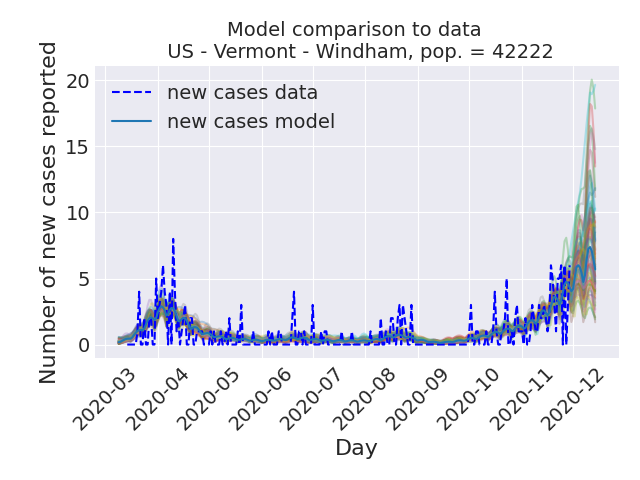 Model comparison to data
US - Vermont - Windham, pop. = 42222
Number of new cases reported
20
15
10
5
0
new cases data
new cases model
2020-03
2020-04
2020-05
2020-06
2020-07
2020-08
2020-09
2020-10
2020-11
2020-12
Day